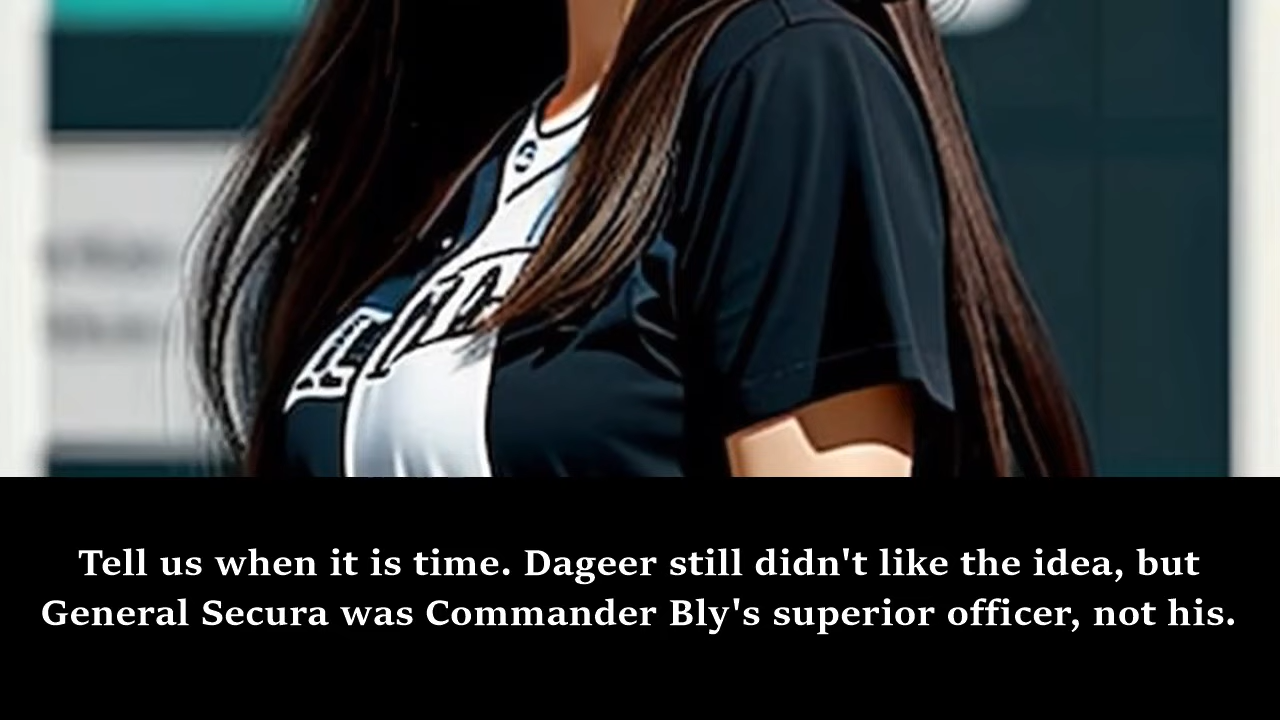 Tell us when it is time. Dageer still didn't like the idea, but
General Secura was Commander Bly's superior officer, not his.